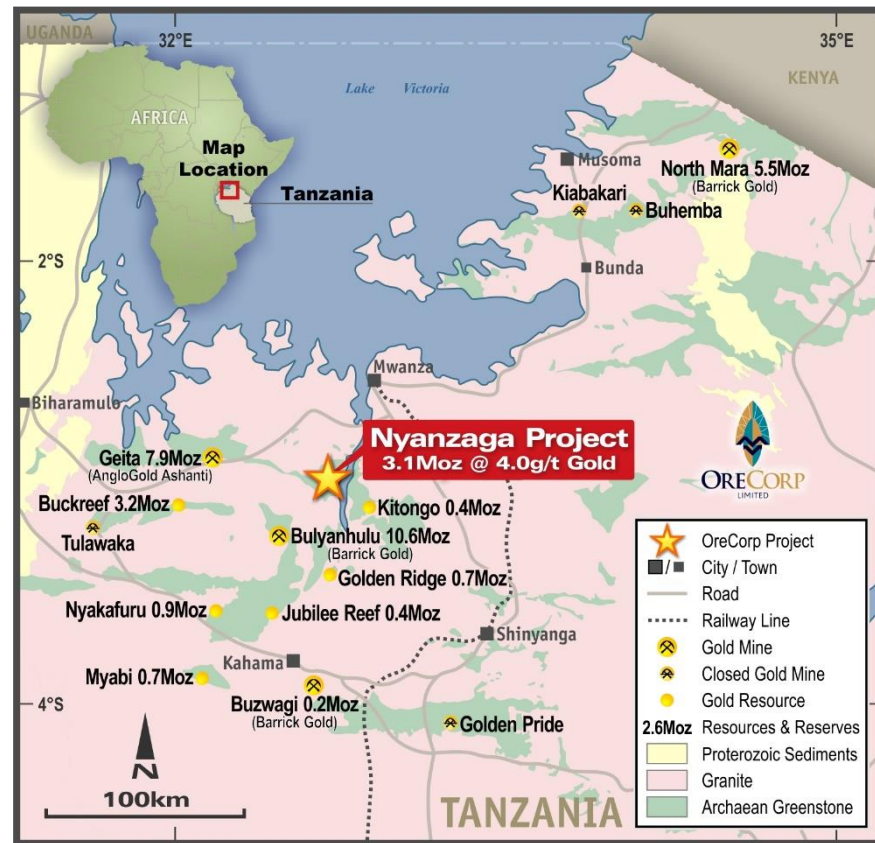 UGANDA
32°E
35°E
KENYA
Lake Victoria
AFRICA
Map
Location
Tanzania
Musoma
North Mara 5.5Moz
(Barrick Gold)
Kiabakari
Buhemba
2°S
Bunda
Mwanza
Biharamulo
Nyanzaga Project
3.1Moz @ 4.0g/t Gold
ORECORP
LIMITED
Geita 7.9Moz
(AngloGold Ashanti)
Buckreef 3.2Moz
Kitongo 0.4Moz
Tulawaka
Bulyanhulu 10.6Moz
(Barrick Gold)
Golden Ridge 0.7Moz
Nyakafuru 0.9Moz
Jubilee Reef 0.4Moz
Shinyanga
Kahama
Myabi 0.7Moz
Buzwagi 0.2Moz
(Barrick Gold)
4°S
Golden Pride
N
100km
TANZANIA
OreCorp Project
/ City / Town
Road
Railway Line
Gold Mine
Closed Gold Mine
Gold Resource
2.6Moz Resources & Reserves
Proterozoic Sediments
Granite
Archaean Greenstone